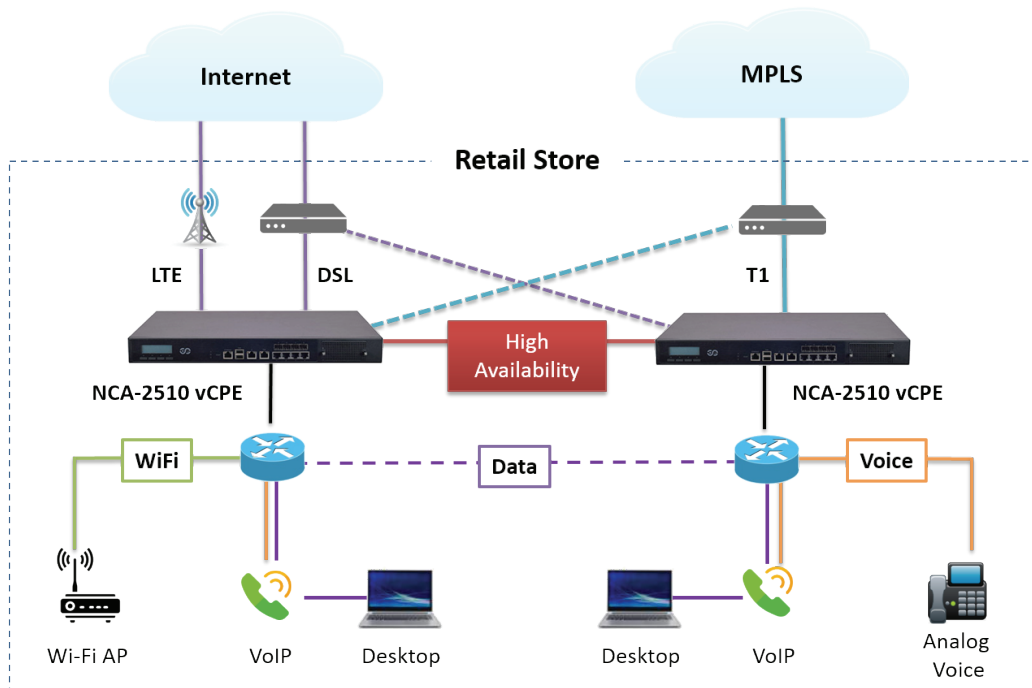 Internet
MPLS
Retail Store
LTE
DSL
T1
High
Availability
NCA-2510 vCPE
NCA-2510 vCPE
WiFi
Data
Voice
Wi-Fi AP
VoIP
Desktop
Desktop
VoIP
Analog
Voice